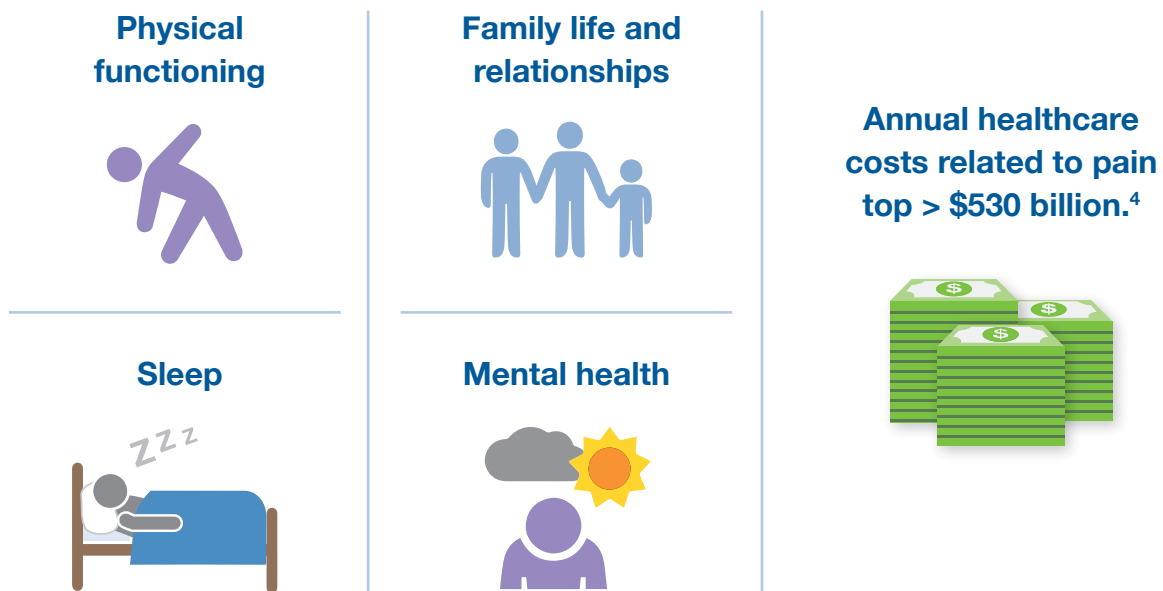 Physical
functioning
Family life and
relationships
Annual healthcare
costs related to pain
top > $530 billion.⁴
$
$
$
Sleep
Mental health
ZZZ